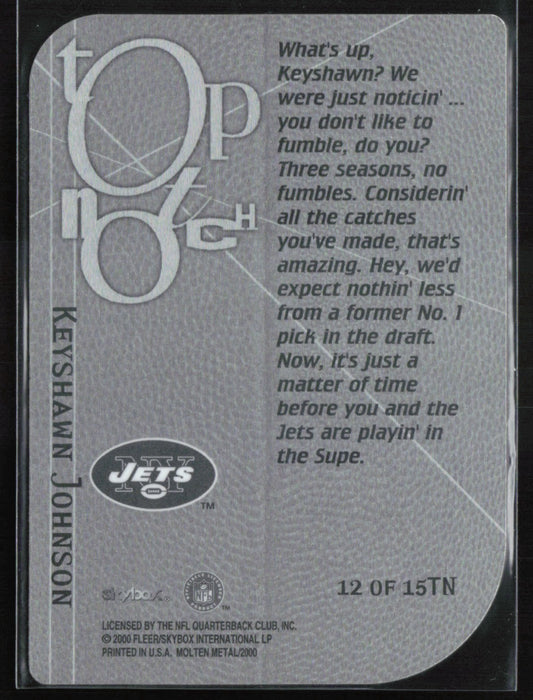 top
notch
What's up,
Keyshawn? We
were just noticin' ...
you don't like to
fumble, do you?
Three seasons, no
fumbles. Considerin'
all the catches
you've made, that's
amazing. Hey, we'd
expect nothin' less
from a former No. 1
pick in the draft.
Now, it's just a
matter of time
before you and the
Jets are playin' in
the Supe.
KEYSHAWN JOHNSON
NY
JETS
TM
skybox
NFL
TM
12 OF 15TN
LICENSED BY THE NFL QUARTERBACK CLUB, INC.
© 2000 FLEER/SKYBOX INTERNATIONAL LP
PRINTED IN U.S.A. MOLTEN METAL/2000